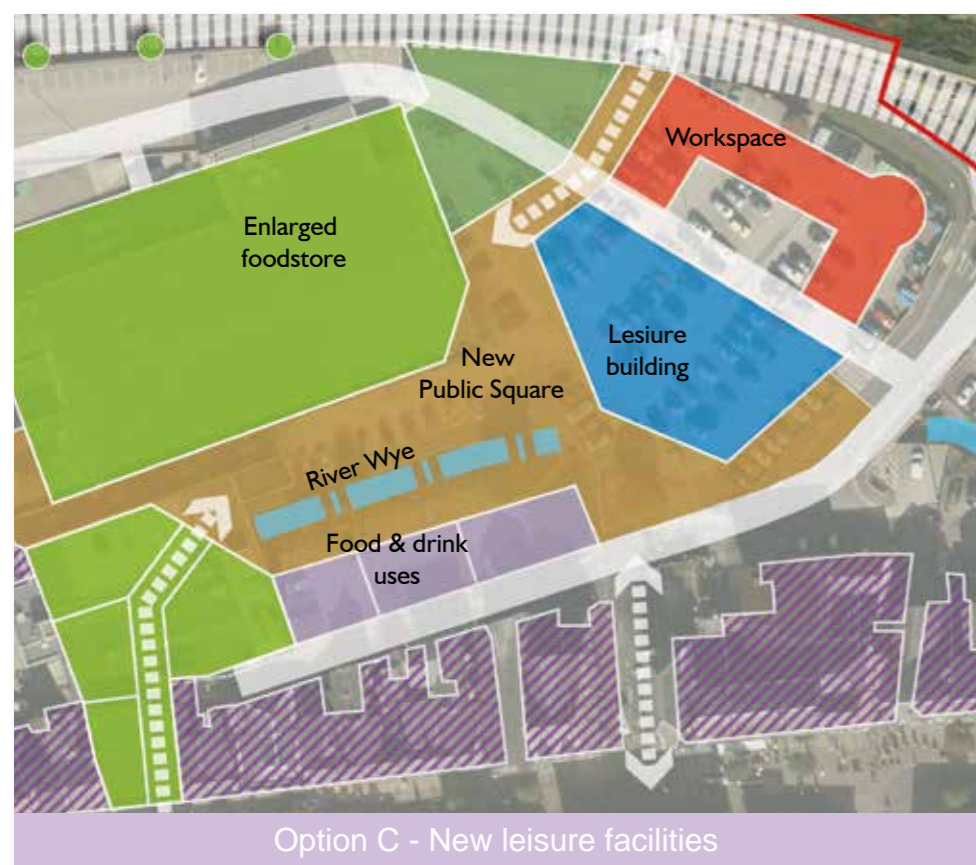 Workspace
Enlarged
foodstore
Lesiure
building
New
Public Square
River Wye
Food & drink
uses
Option C - New leisure facilities